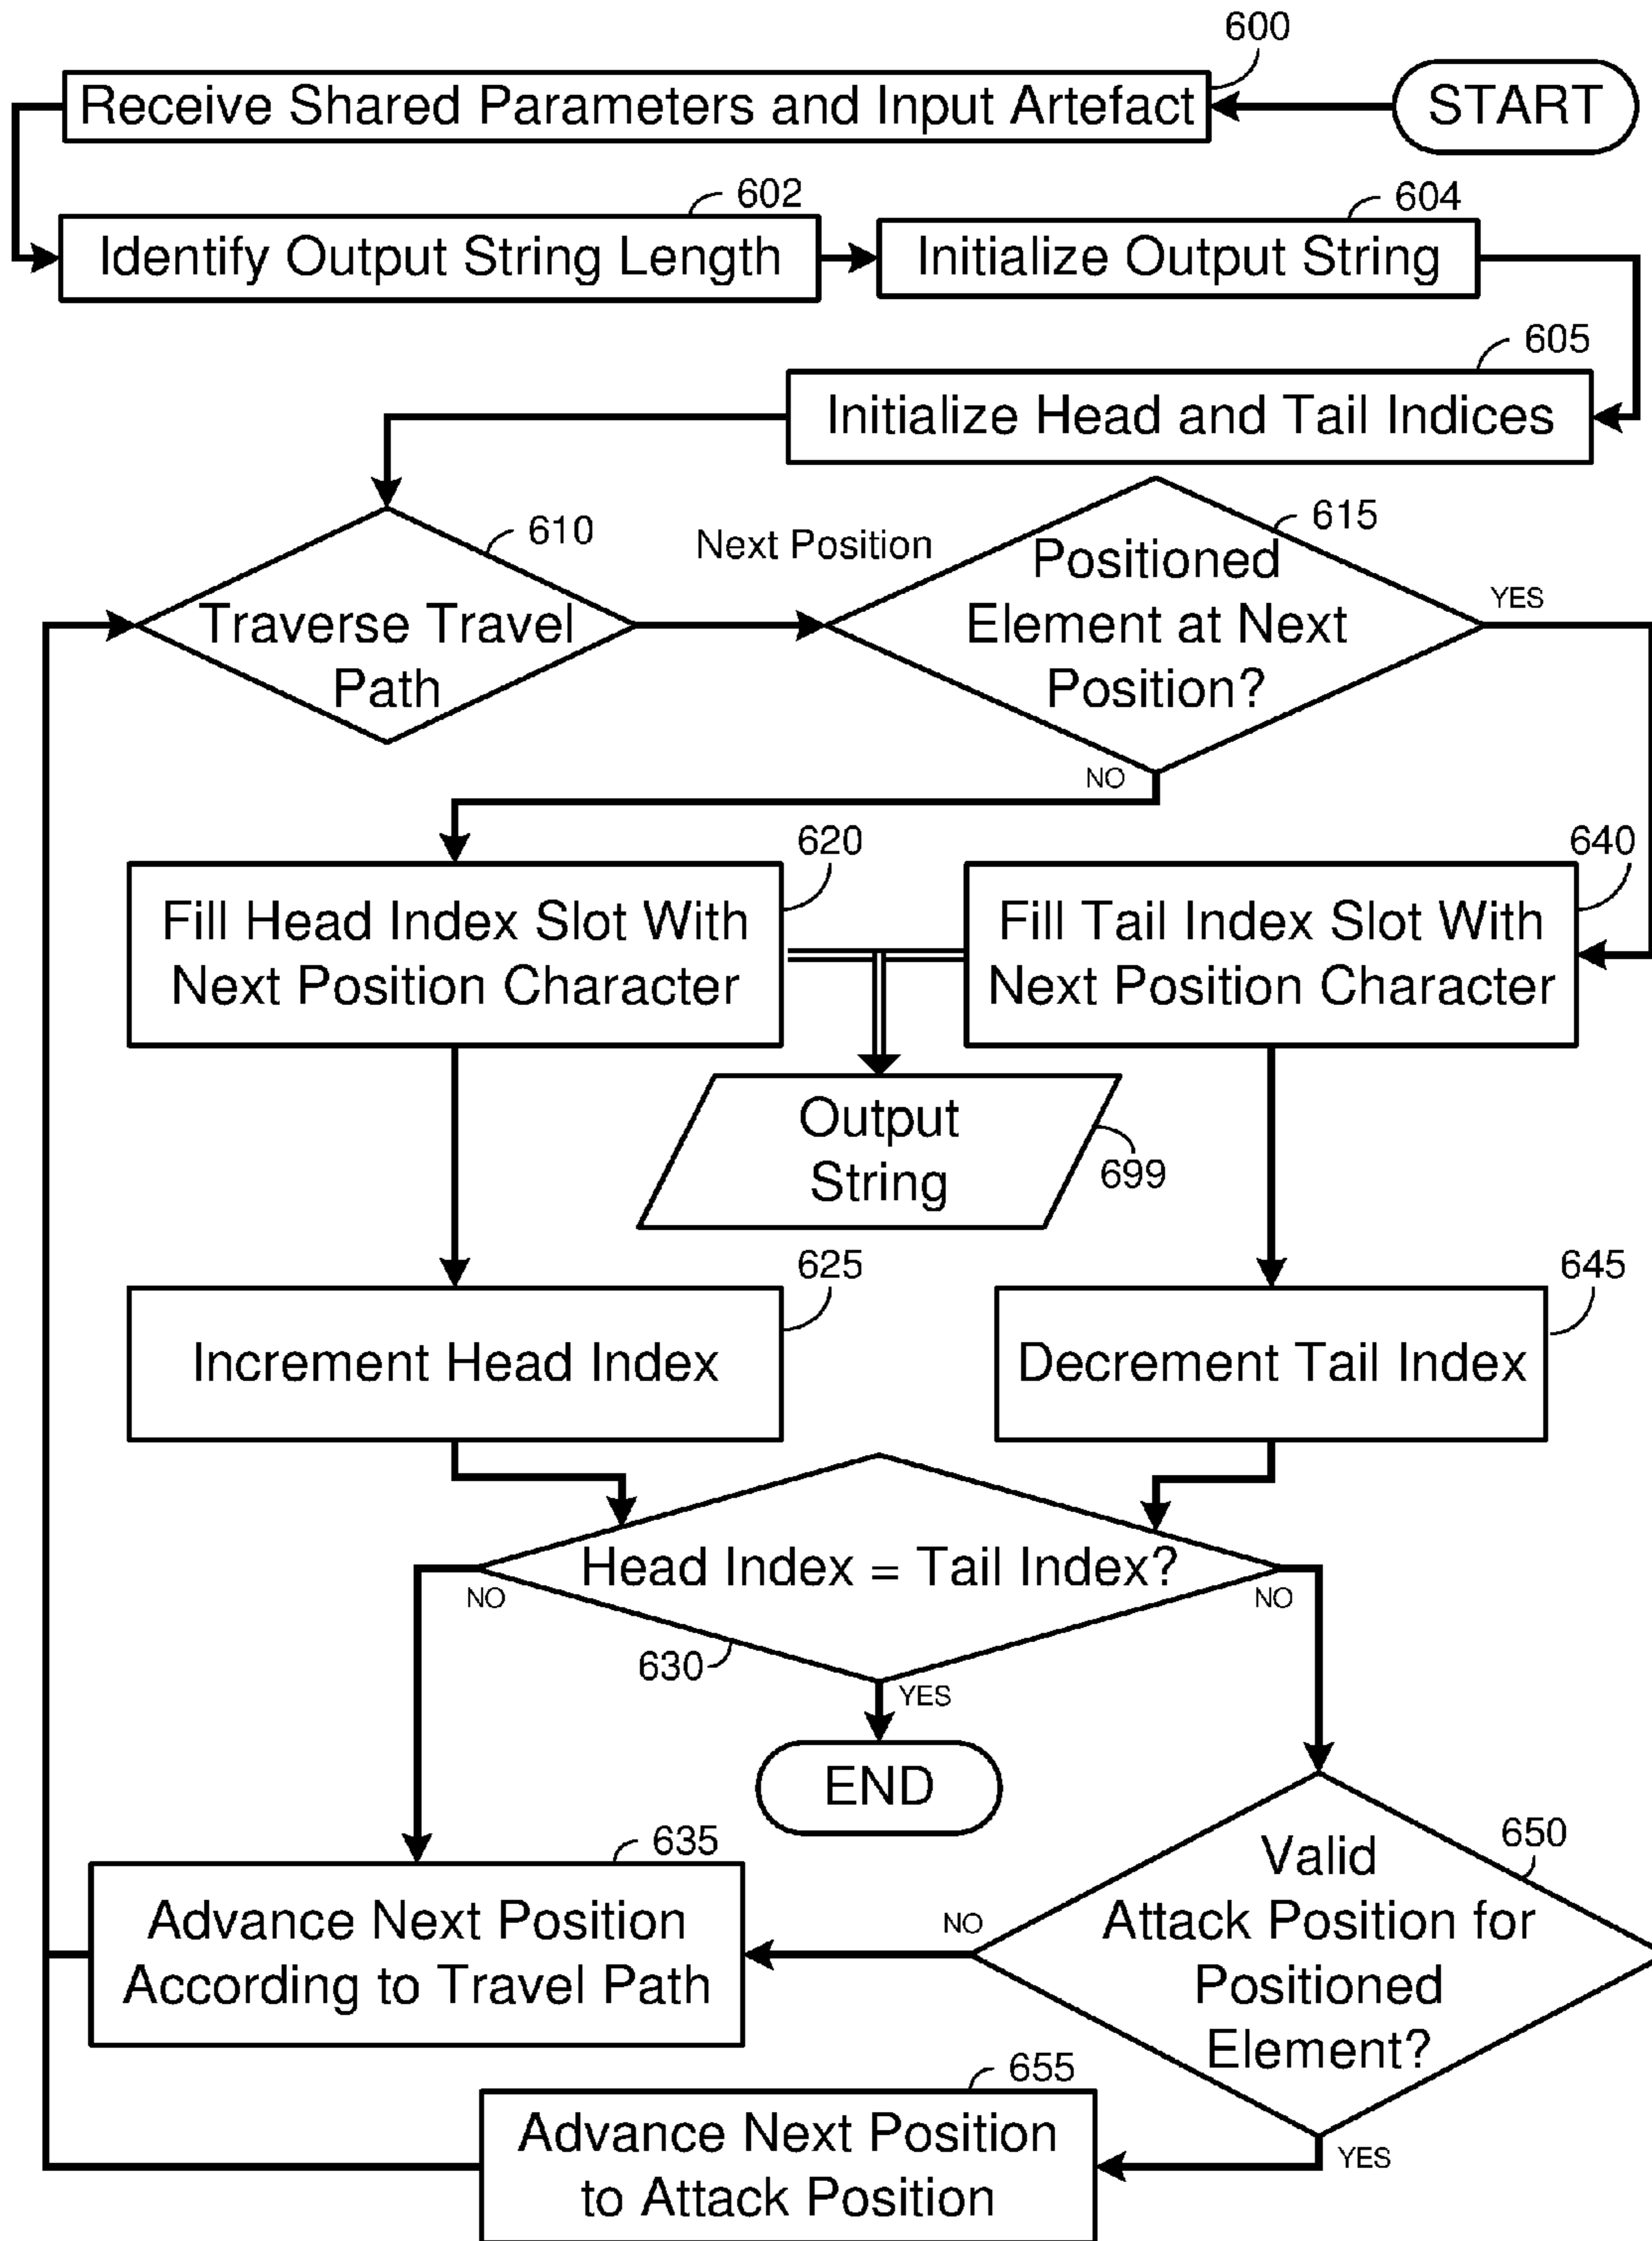 600
Receive Shared Parameters and Input Artefact
START
602
Identify Output String Length
604
Initialize Output String
605
Initialize Head and Tail Indices
610
Traverse Travel
Path
Next Position
615
Positioned
Element at Next
Position?
YES
NO
620
Fill Head Index Slot With
Next Position Character
640
Fill Tail Index Slot With
Next Position Character
Output
String
699
625
Increment Head Index
645
Decrement Tail Index
Head Index = Tail Index?
NO
NO
630
YES
END
635
Advance Next Position
According to Travel Path
650
Valid
Attack Position for
Positioned
Element?
NO
YES
655
Advance Next Position
to Attack Position